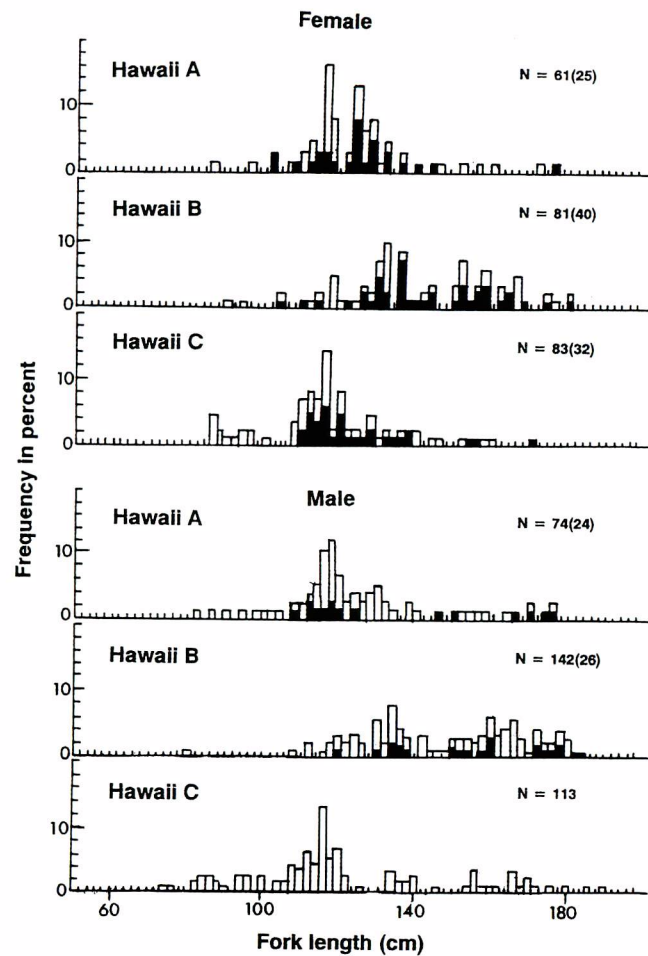 Female
Hawaii A
N = 61(25)
10
0
Hawaii B
N = 81(40)
10
0
Hawaii C
N = 83(32)
10
0
Frequency in percent
Male
Hawaii A
N = 74(24)
10
0
Hawaii B
N = 142(26)
10
0
Hawaii C
N = 113
10
0
60
100
140
180
Fork length (cm)